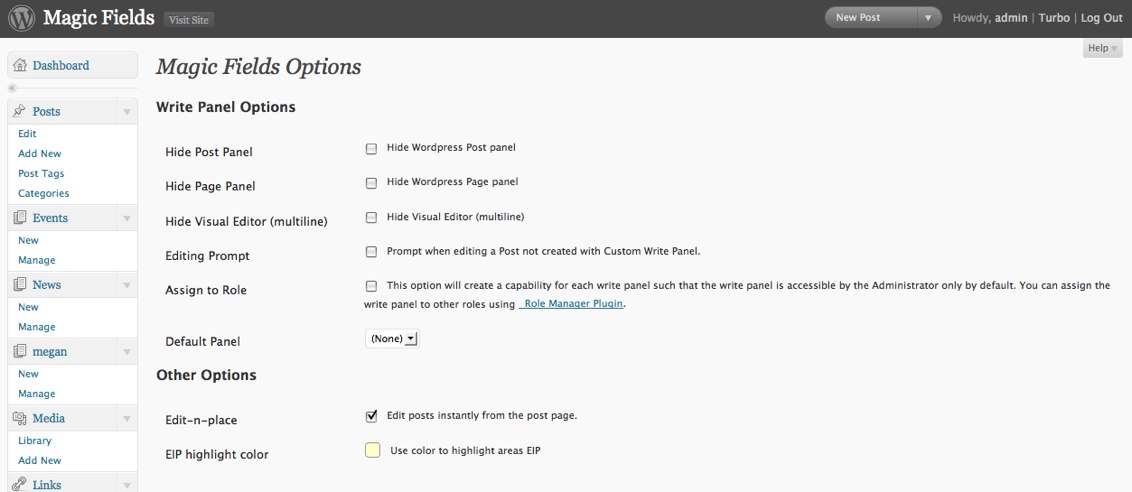 Magic Fields Visit Site New Post Howdy, admin | Turbo | Log Out
Help
Dashboard
Posts
Edit
Add New
Post Tags
Categories
Events
New
Manage
News
New
Manage
megan
New
Manage
Media
Library
Add New
Links
Magic Fields Options
Write Panel Options
Hide Post Panel Hide Wordpress Post panel
Hide Page Panel Hide Wordpress Page panel
Hide Visual Editor (multiline) Hide Visual Editor (multiline)
Editing Prompt Prompt when editing a Post not created with Custom Write Panel.
Assign to Role This option will create a capability for each write panel such that the write panel is accessible by the Administrator only by default. You can assign the
write panel to other roles using Role Manager Plugin.
Default Panel (None)
Other Options
Edit-n-place Edit posts instantly from the post page.
EIP highlight color Use color to highlight areas EIP